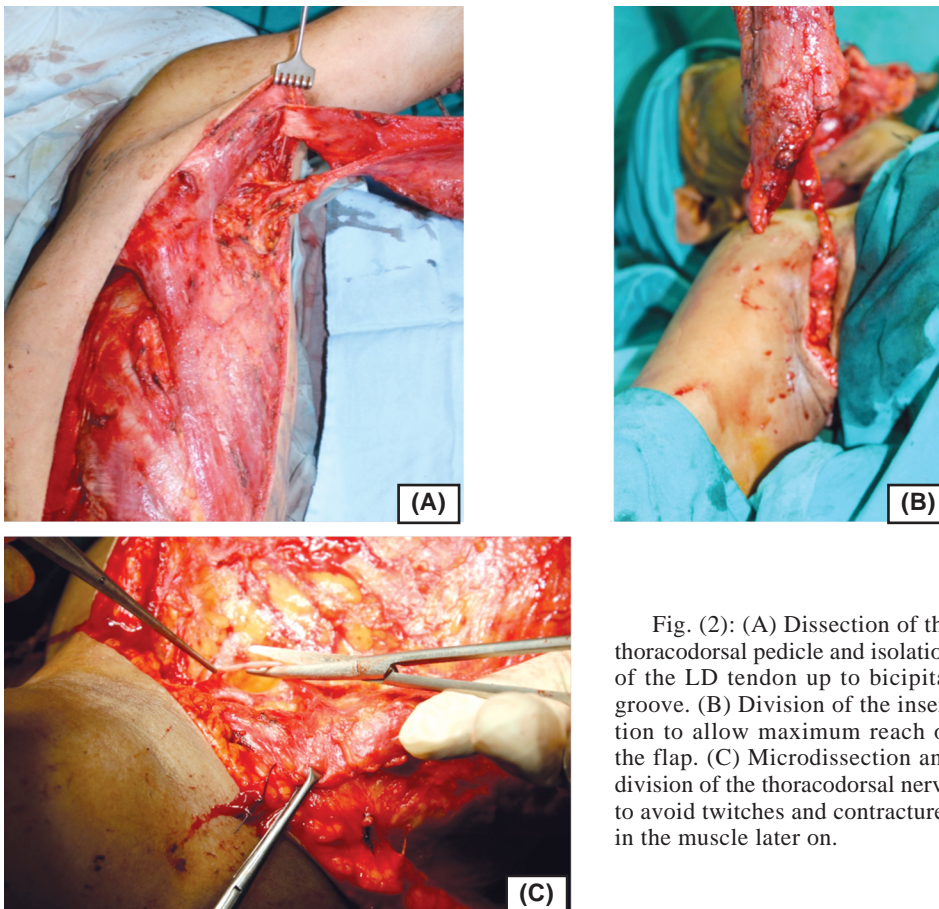 (A)
(B)
(C)
Fig. (2): (A) Dissection of th
thoracodorsal pedicle and isolation
of the LD tendon up to bicipita
groove. (B) Division of the inser
tion to allow maximum reach o
the flap. (C) Microdissection an
division of the thoracodorsal nerv
to avoid twitches and contracture
in the muscle later on.